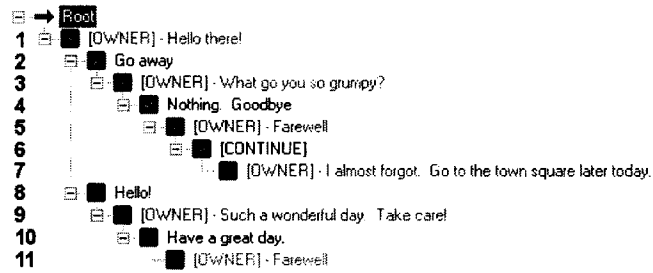 Root
1 [OWNER] - Hello there!
2 Go away
3 [OWNER] - What go you so grumpy?
4 Nothing. Goodbye
5 [OWNER] - Farewell
6 [CONTINUE]
7 [OWNER] - I almost forgot. Go to the town square later today.
8 Hello!
9 [OWNER] - Such a wonderful day. Take care!
10 Have a great day.
11 [OWNER] - Farewell